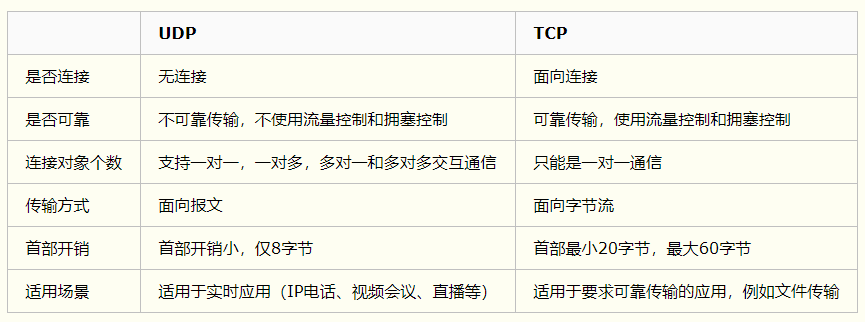 UDP TCP
是否连接 无连接 面向连接
是否可靠 不可靠传输，不使用流量控制和拥塞控制 可靠传输，使用流量控制和拥塞控制
连接对象个数 支持一对一，一对多，多对一和多对多交互通信 只能是一对一通信
传输方式 面向报文 面向字节流
首部开销 首部开销小，仅8字节 首部最小20字节，最大60字节
适用场景 适用于实时应用（IP电话、视频会议、直播等） 适用于要求可靠传输的应用，例如文件传输